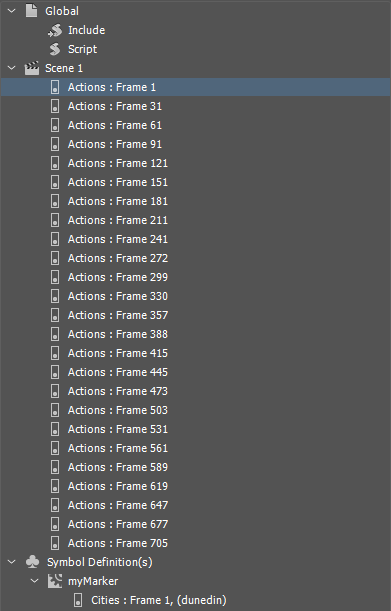 Global
Include
Script
Scene 1
Actions : Frame 1
Actions : Frame 31
Actions : Frame 61
Actions : Frame 91
Actions : Frame 121
Actions : Frame 151
Actions : Frame 181
Actions : Frame 211
Actions : Frame 241
Actions : Frame 272
Actions : Frame 299
Actions : Frame 330
Actions : Frame 357
Actions : Frame 388
Actions : Frame 415
Actions : Frame 445
Actions : Frame 473
Actions : Frame 503
Actions : Frame 531
Actions : Frame 561
Actions : Frame 589
Actions : Frame 619
Actions : Frame 647
Actions : Frame 677
Actions : Frame 705
Symbol Definition(s)
myMarker
Cities : Frame 1, (dunedin)